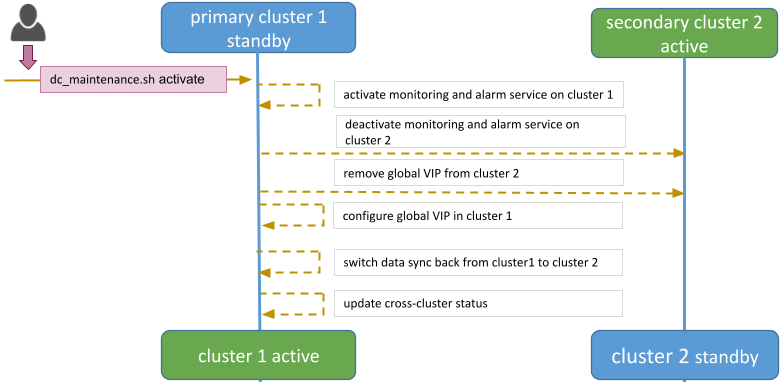 primary cluster 1
standby
secondary cluster 2
active
dc_maintenance.sh activate
activate monitoring and alarm service on cluster 1
deactivate monitoring and alarm service on
cluster 2
remove global VIP from cluster 2
configure global VIP in cluster 1
switch data sync back from cluster1 to cluster 2
update cross-cluster status
cluster 1 active
cluster 2 standby